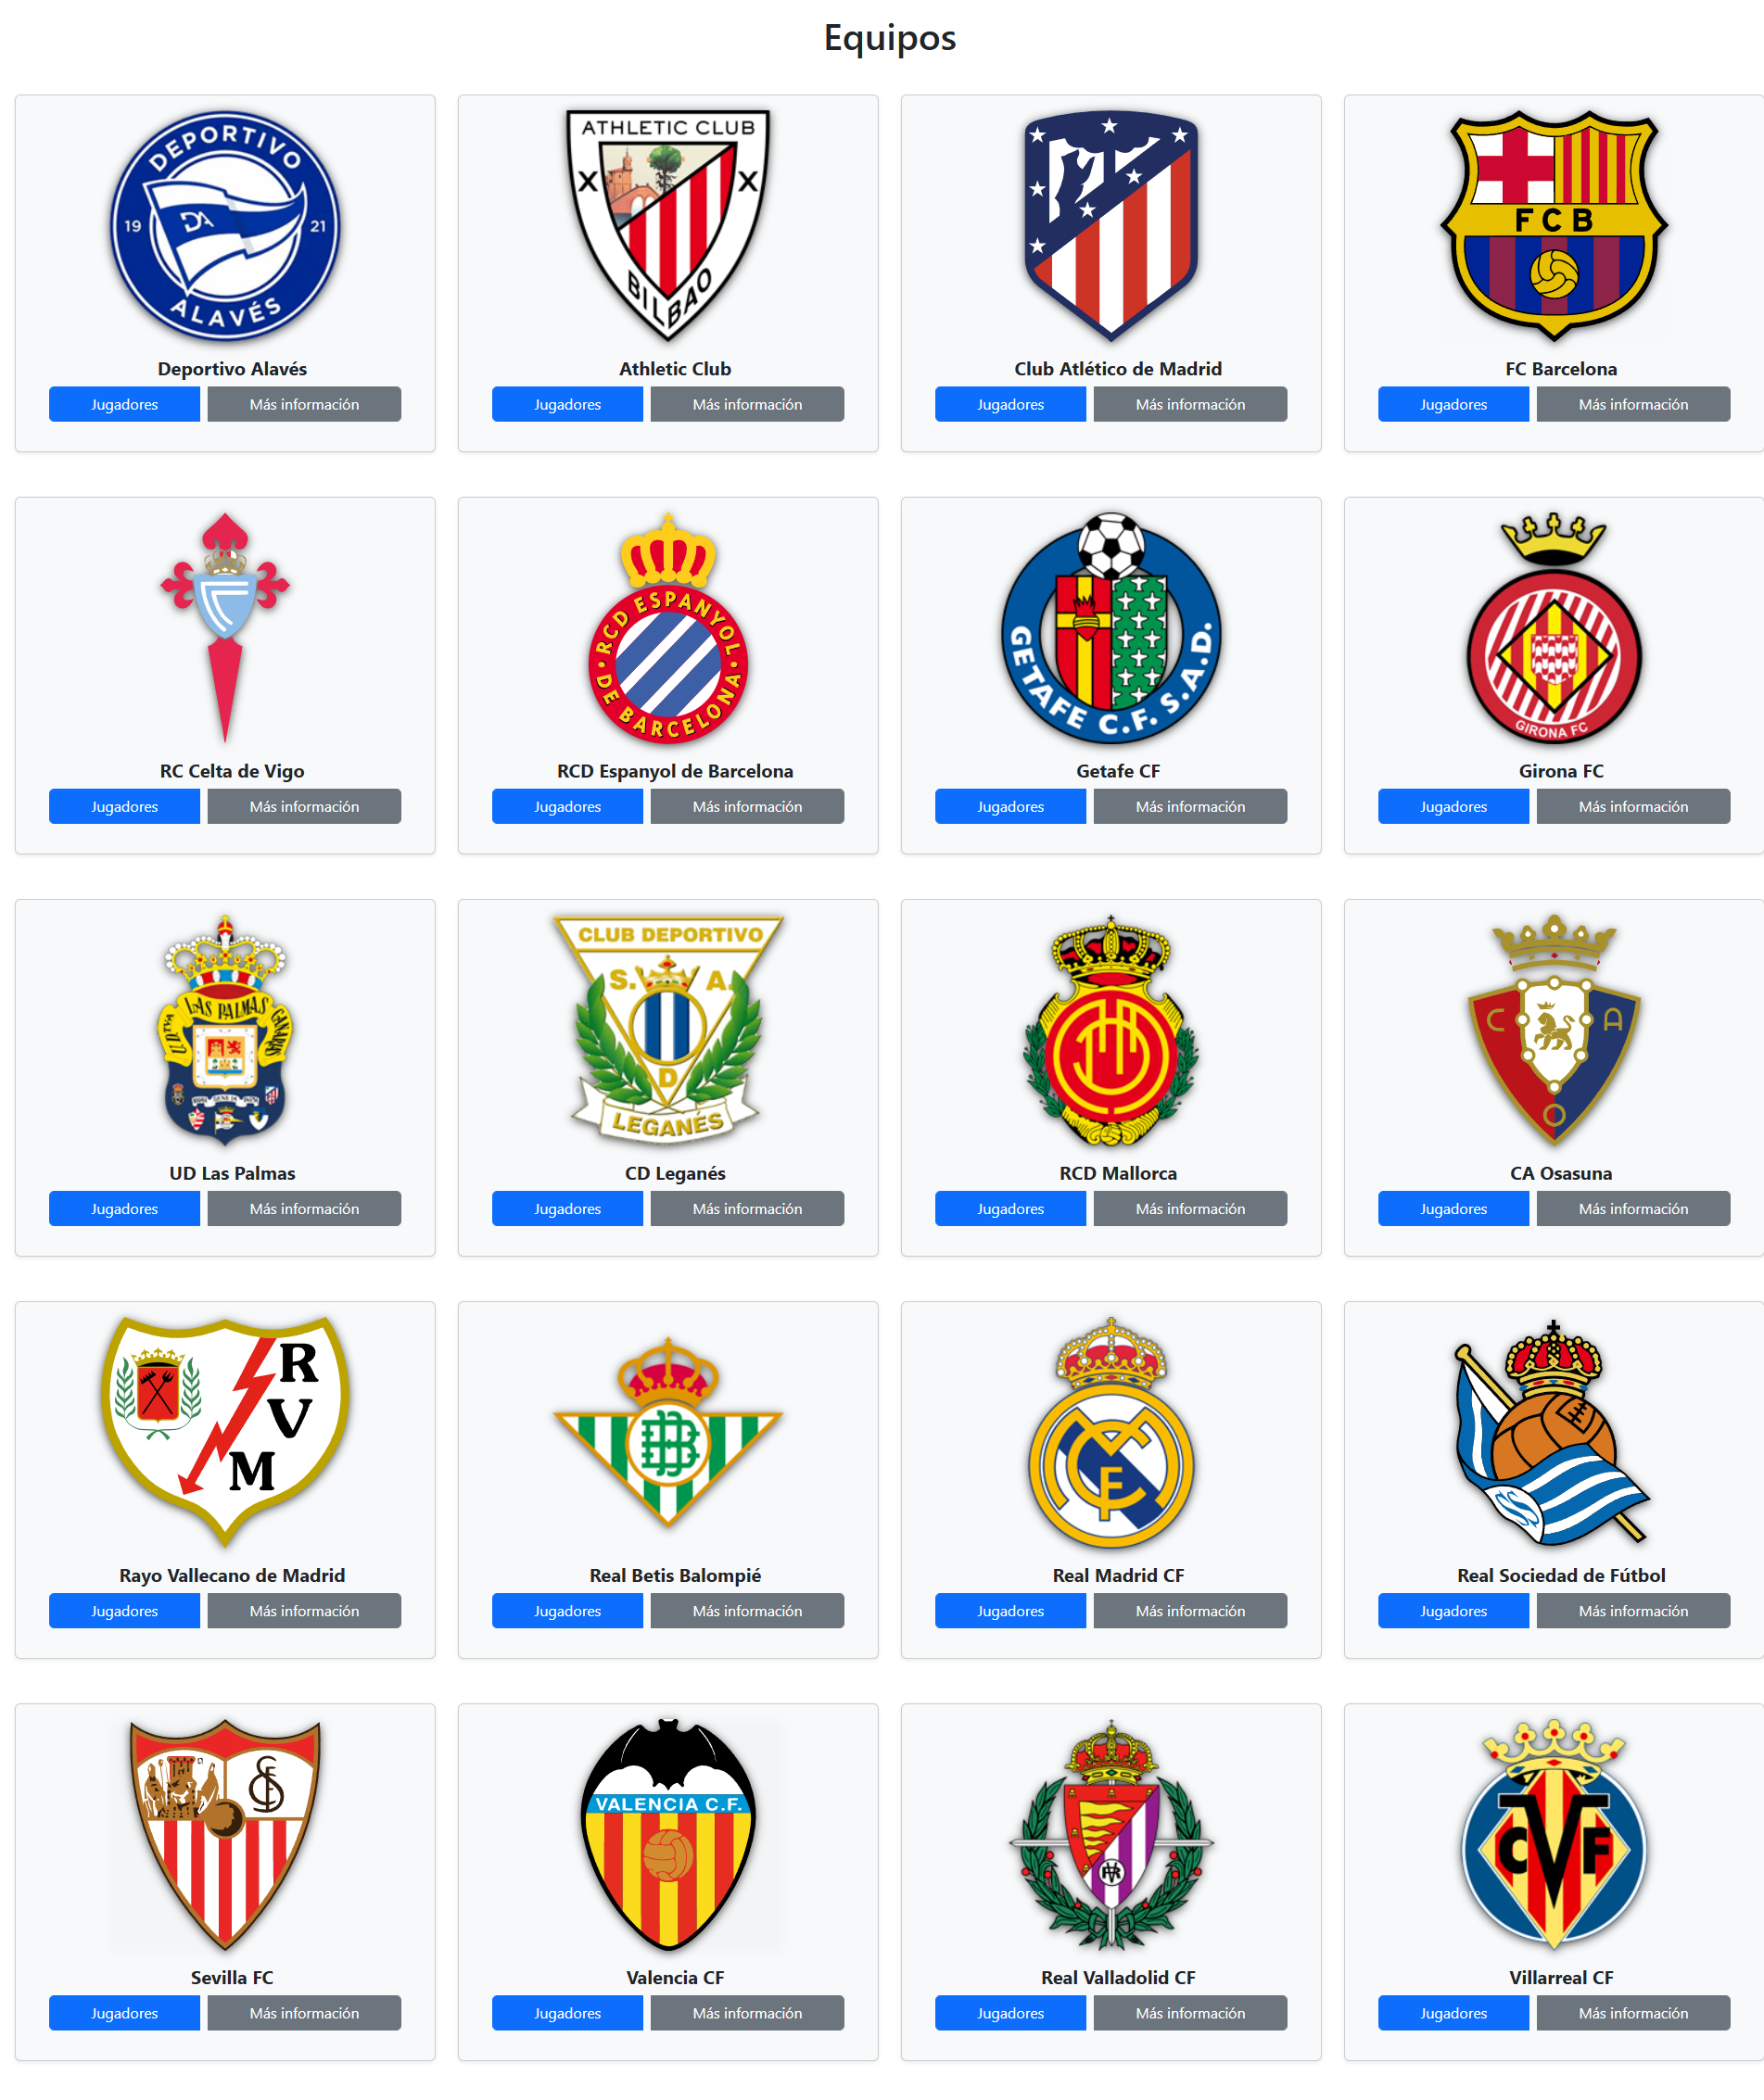 Equipos
DEPORTIVO
19 DA 21
ALAVÉS
ATHLETIC CLUB
X X
BILBAO
FCB
Deportivo Alavés
Athletic Club
Club Atlético de Madrid
FC Barcelona
Jugadores Más información
Jugadores Más información
Jugadores Más información
Jugadores Más información
RCD ESPANYOL
DE BARCELONA
GETAFE C.F. S.A.D.
GIRONA FC
RC Celta de Vigo
RCD Espanyol de Barcelona
Getafe CF
Girona FC
Jugadores Más información
Jugadores Más información
Jugadores Más información
Jugadores Más información
LAS PALMAS
CLUB DEPORTIVO
S. A.
D
LEGANÉS
C A
O
UD Las Palmas
CD Leganés
RCD Mallorca
CA Osasuna
Jugadores Más información
Jugadores Más información
Jugadores Más información
Jugadores Más información
R
V
M
Rayo Vallecano de Madrid
Real Betis Balompié
Real Madrid CF
Real Sociedad de Fútbol
Jugadores Más información
Jugadores Más información
Jugadores Más información
Jugadores Más información
VALENCIA C.F.
CVF
Sevilla FC
Valencia CF
Real Valladolid CF
Villarreal CF
Jugadores Más información
Jugadores Más información
Jugadores Más información
Jugadores Más información